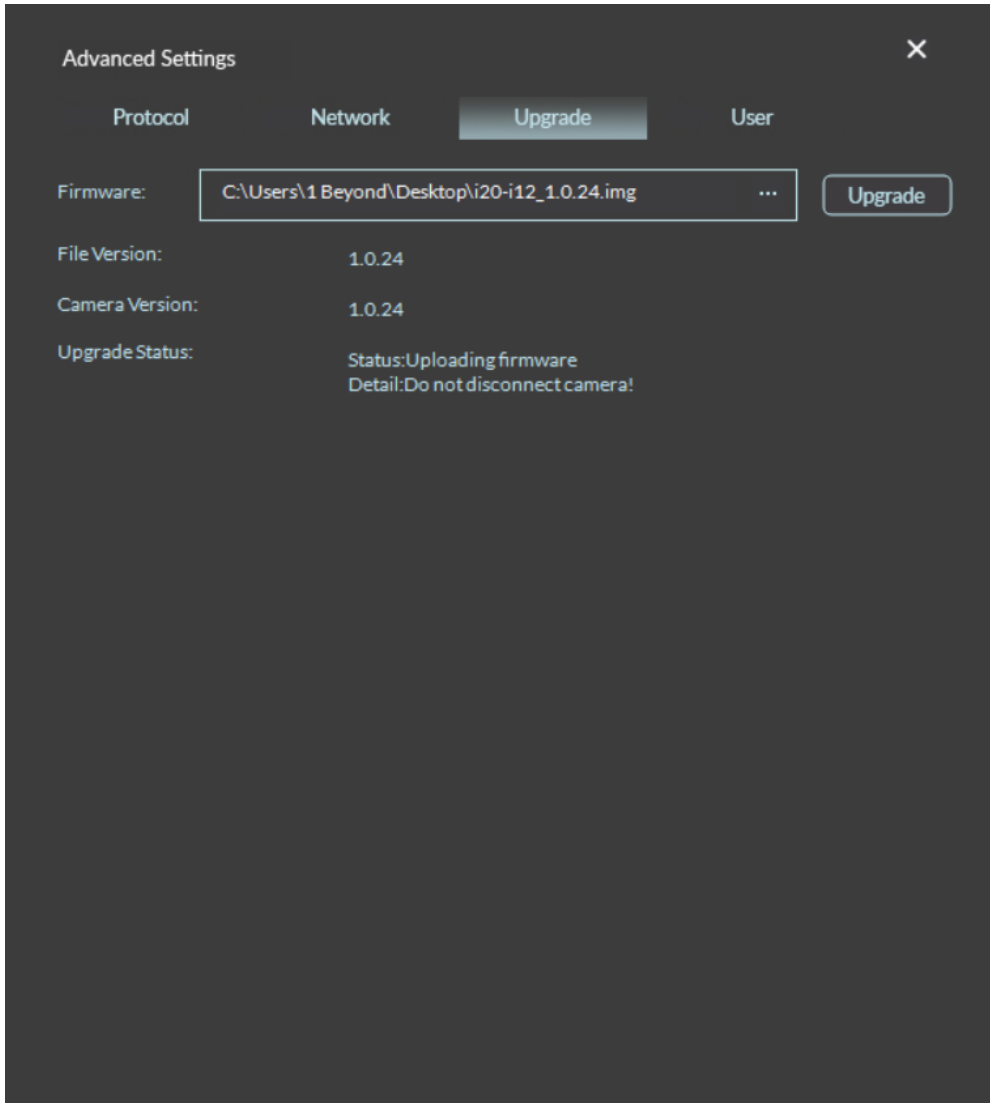 Advanced Settings
✕
Protocol Network Upgrade User
Firmware: C:\Users\1 Beyond\Desktop\i20-i12_1.0.24.img ... Upgrade
File Version: 1.0.24
Camera Version: 1.0.24
Upgrade Status: Status:Uploading firmware
Detail:Do not disconnect camera!